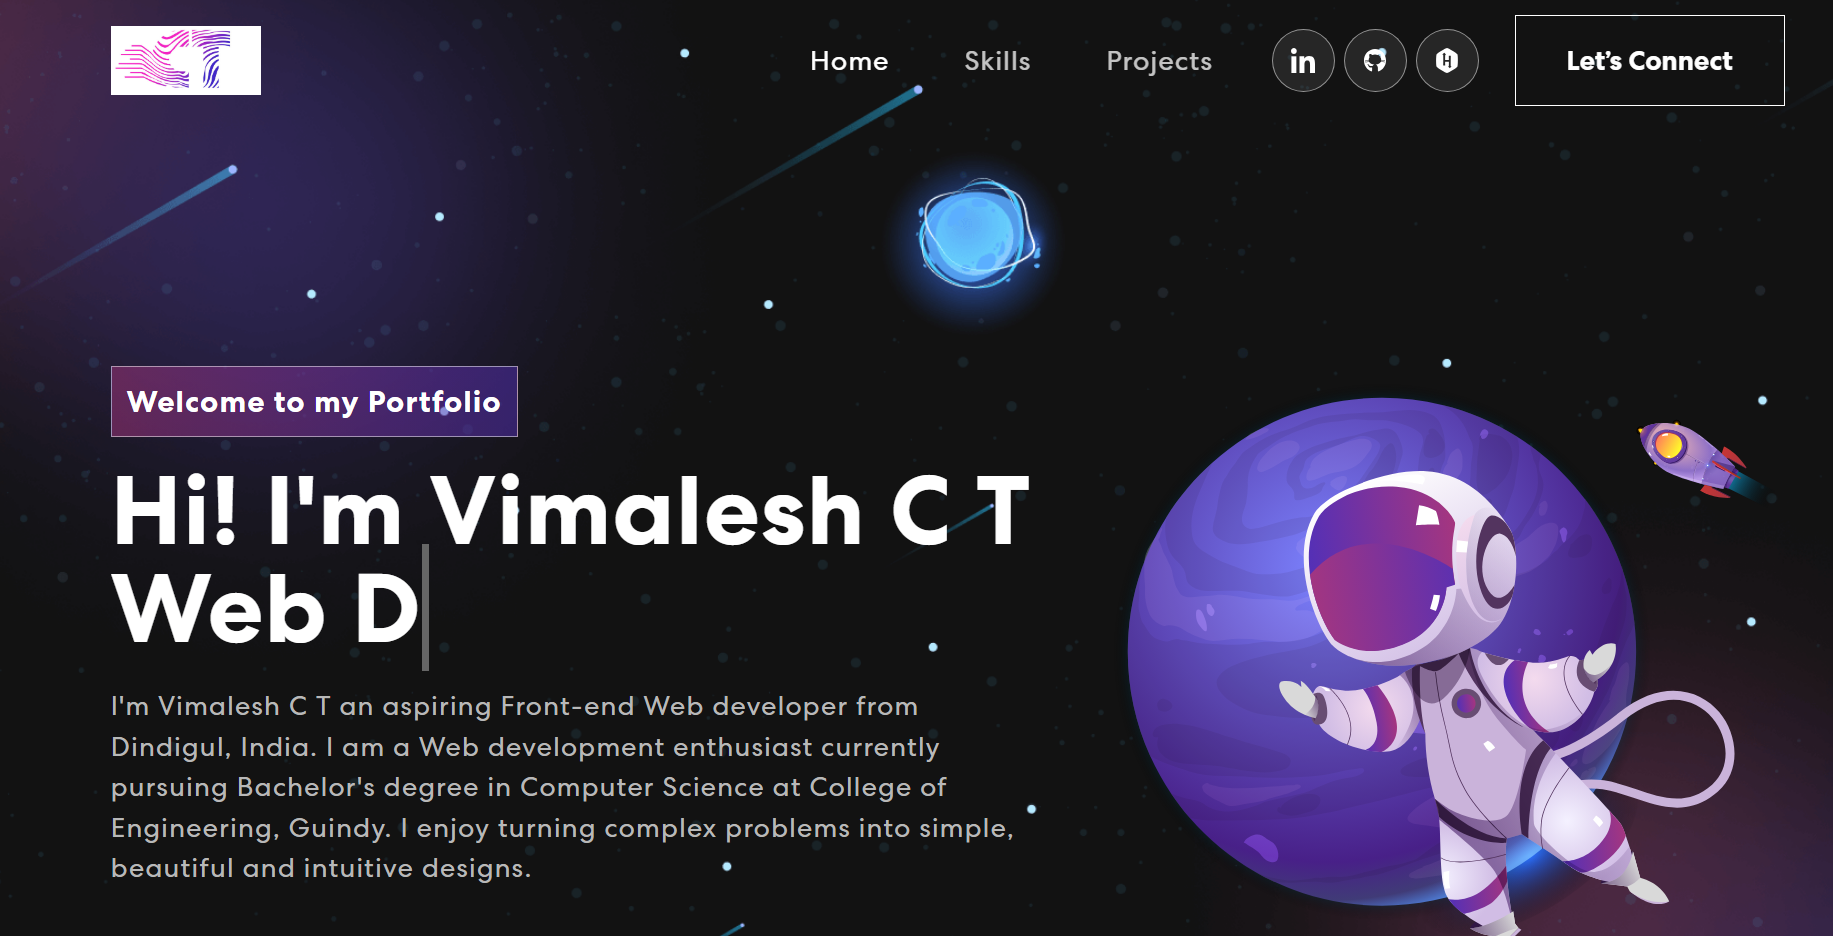 CT
Home Skills Projects
Let's Connect
Welcome to my Portfolio
Hi! I'm Vimalesh C T
Web D
I'm Vimalesh C T an aspiring Front-end Web developer from
Dindigul, India. I am a Web development enthusiast currently
pursuing Bachelor's degree in Computer Science at College of
Engineering, Guindy. I enjoy turning complex problems into simple,
beautiful and intuitive designs.